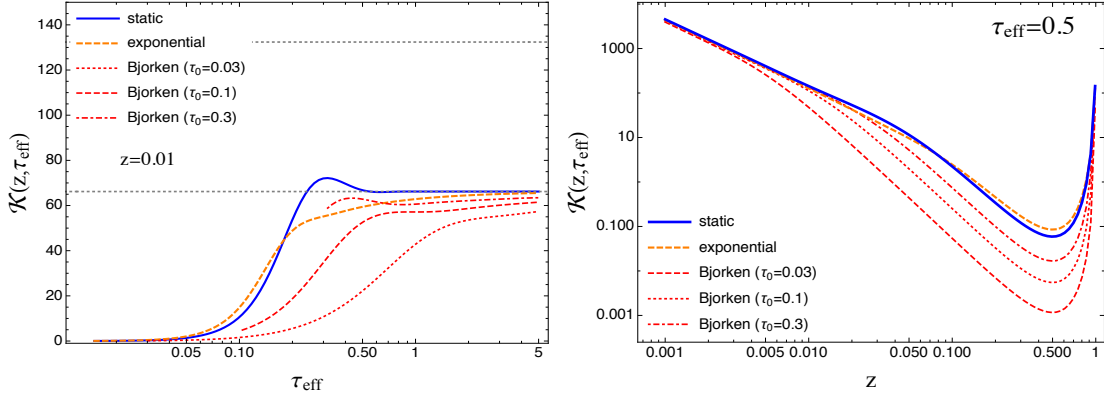 static
exponential
Bjorken (τ₀=0.03)
Bjorken (τ₀=0.1)
Bjorken (τ₀=0.3)
z=0.01
𝒦(z,τeff)
140
120
100
80
60
40
20
0
0.05
0.10
0.50
1
5
τeff
τeff=0.5
static
exponential
Bjorken (τ₀=0.03)
Bjorken (τ₀=0.1)
Bjorken (τ₀=0.3)
𝒦(z,τeff)
1000
10
0.100
0.001
0.001
0.005
0.010
0.050
0.100
0.500
1
z